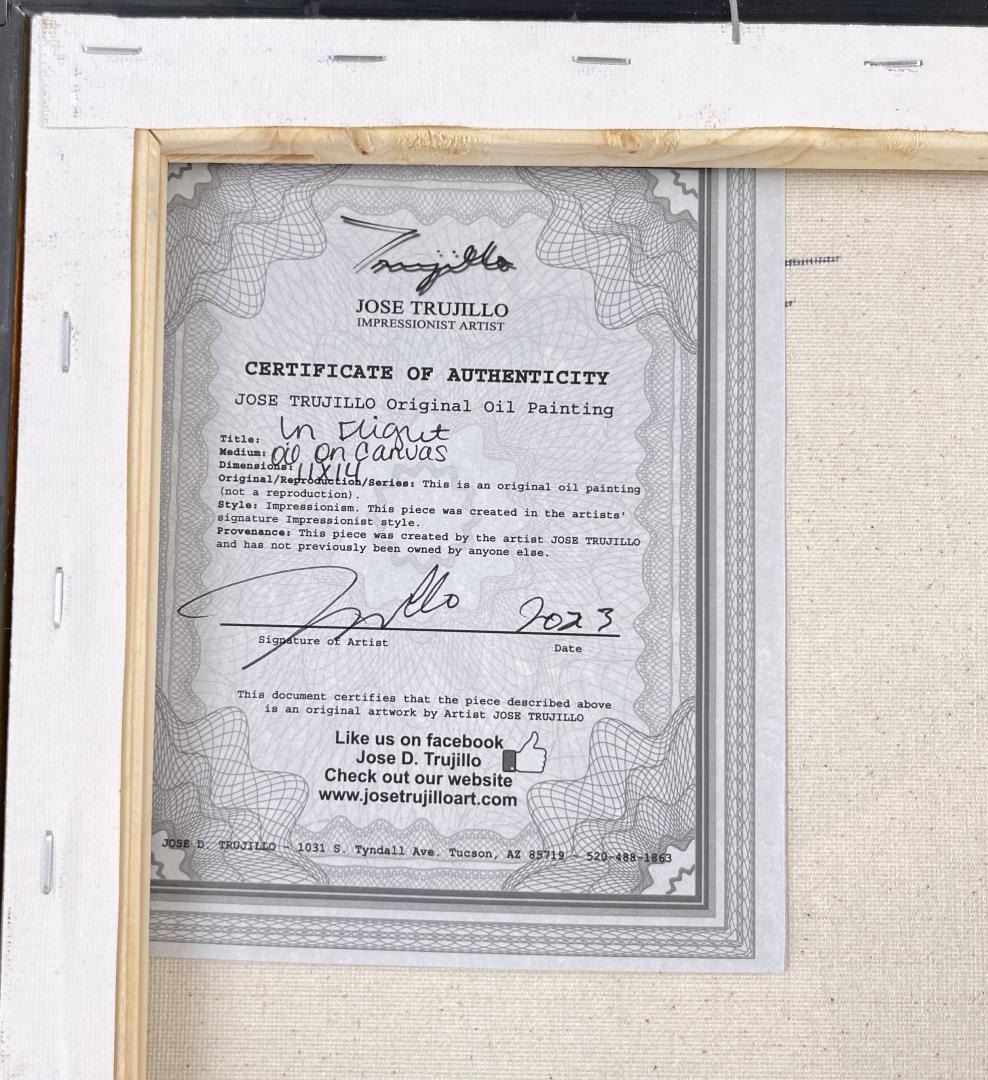 Trujillo
JOSE TRUJILLO
IMPRESSIONIST ARTIST
CERTIFICATE OF AUTHENTICITY
JOSE TRUJILLO Original Oil Painting
Title: In Flight
Medium: Oil On Canvas
Dimensions: 11X14
Original/Reproduction/Series: This is an original oil painting
(not a reproduction).
Style: Impressionism. This piece was created in the artists'
signature Impressionist style.
Provenance: This piece was created by the artist JOSE TRUJILLO
and has not previously been owned by anyone else.
Trujillo 2023
Signature of Artist Date
This document certifies that the piece described above
is an original artwork by Artist JOSE TRUJILLO
Like us on facebook
Jose D. Trujillo
Check out our website
www.josetrujilloart.com
JOSE D. TRUJILLO - 1031 S. Tyndall Ave. Tucson, AZ 85719 - 520-488-1863